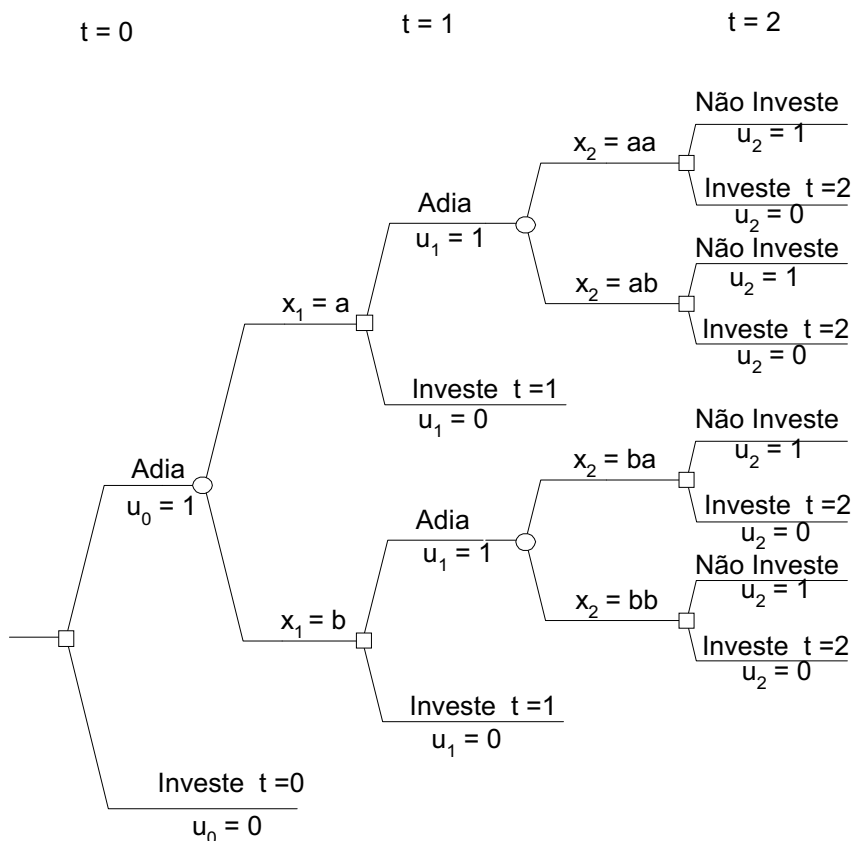 t = 0 t = 1 t = 2
Não Investe
u₂ = 1
x₂ = aa
Investe t =2
u₂ = 0
Adia
u₁ = 1
Não Investe
u₂ = 1
x₂ = ab
Investe t =2
u₂ = 0
x₁ = a
Investe t =1
u₁ = 0
Não Investe
u₂ = 1
x₂ = ba
Adia
u₀ = 1
Investe t =2
u₂ = 0
Adia
u₁ = 1
Não Investe
u₂ = 1
x₂ = bb
x₁ = b
Investe t =2
u₂ = 0
Investe t =1
u₁ = 0
Investe t =0
u₀ = 0